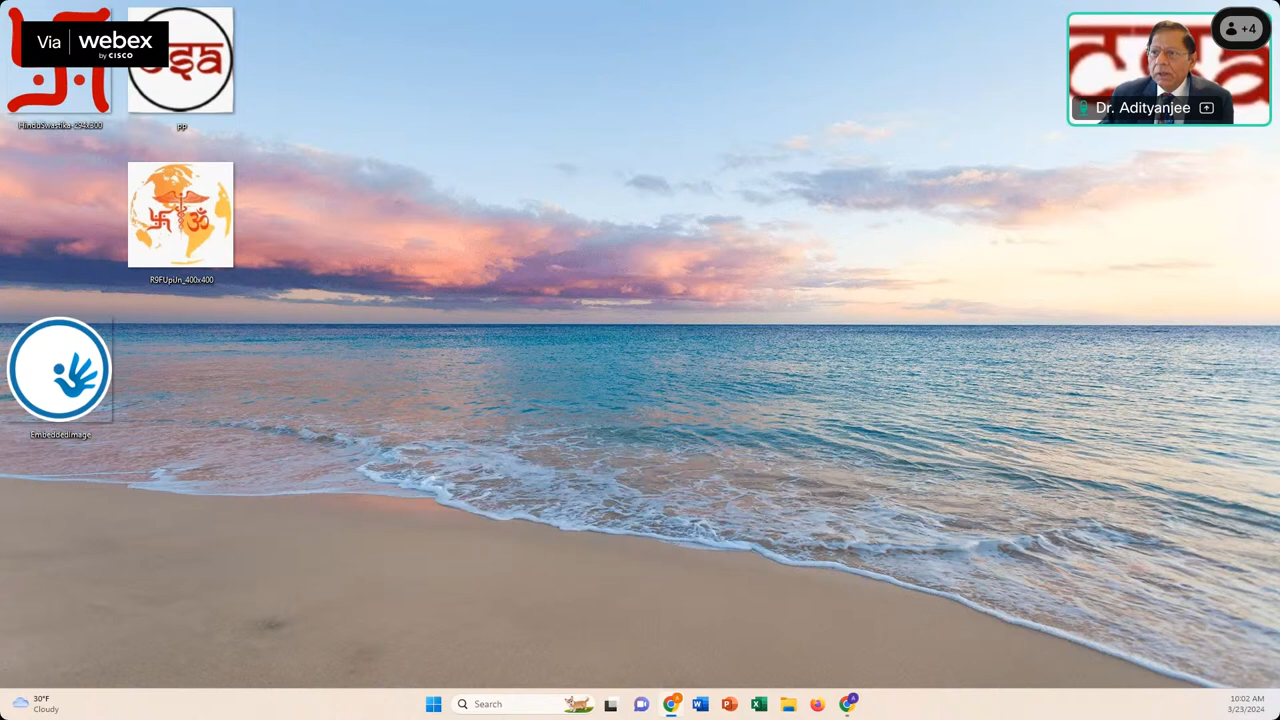 Via webex
by CISCO
HinduSwastika-294x300
pp
R9FUpUn_400x400
ॐ
EmbeddedImage
+4
Dr. Adityanjee
30°F
Cloudy
Search
10:02 AM
3/23/2024